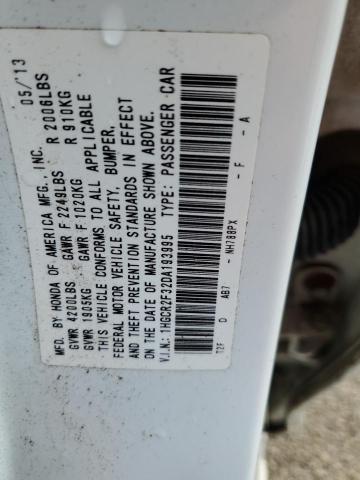 MFD. BY HONDA OF AMERICA MFG., INC. 05/'13
GVWR 4200LBS GAWR F 2249LBS R 2006LBS
GVWR 1905KG GAWR F 1020KG R 910KG
THIS VEHICLE CONFORMS TO ALL APPLICABLE
FEDERAL MOTOR VEHICLE SAFETY, BUMPER,
AND THEFT PREVENTION STANDARDS IN EFFECT
ON THE DATE OF MANUFACTURE SHOWN ABOVE.
V.I.N.: 1HGCR2F32DA193995 TYPE: PASSENGER CAR
T2F D AB7 - NH788PX - F - A